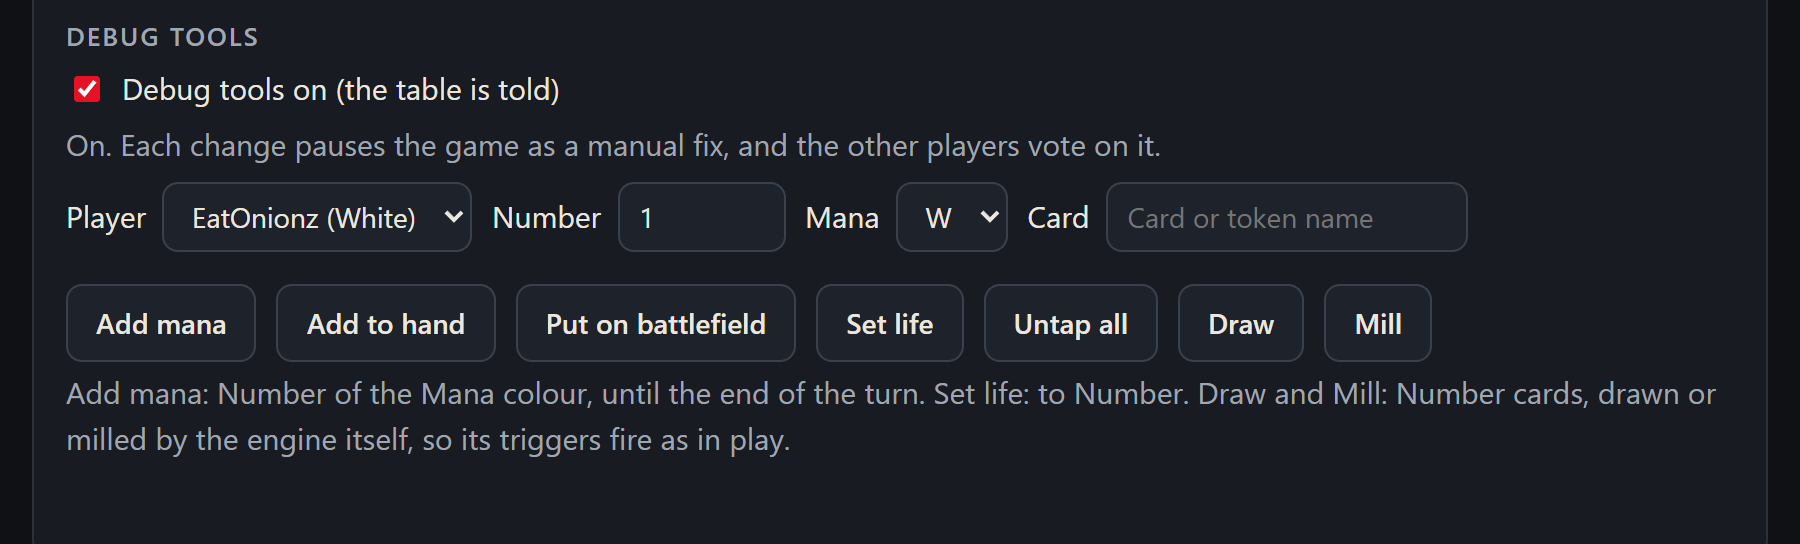 DEBUG TOOLS
Debug tools on (the table is told)
On. Each change pauses the game as a manual fix, and the other players vote on it.
Player EatOnionz (White) Number 1 Mana W Card Card or token name
Add mana Add to hand Put on battlefield Set life Untap all Draw Mill
Add mana: Number of the Mana colour, until the end of the turn. Set life: to Number. Draw and Mill: Number cards, drawn or
milled by the engine itself, so its triggers fire as in play.